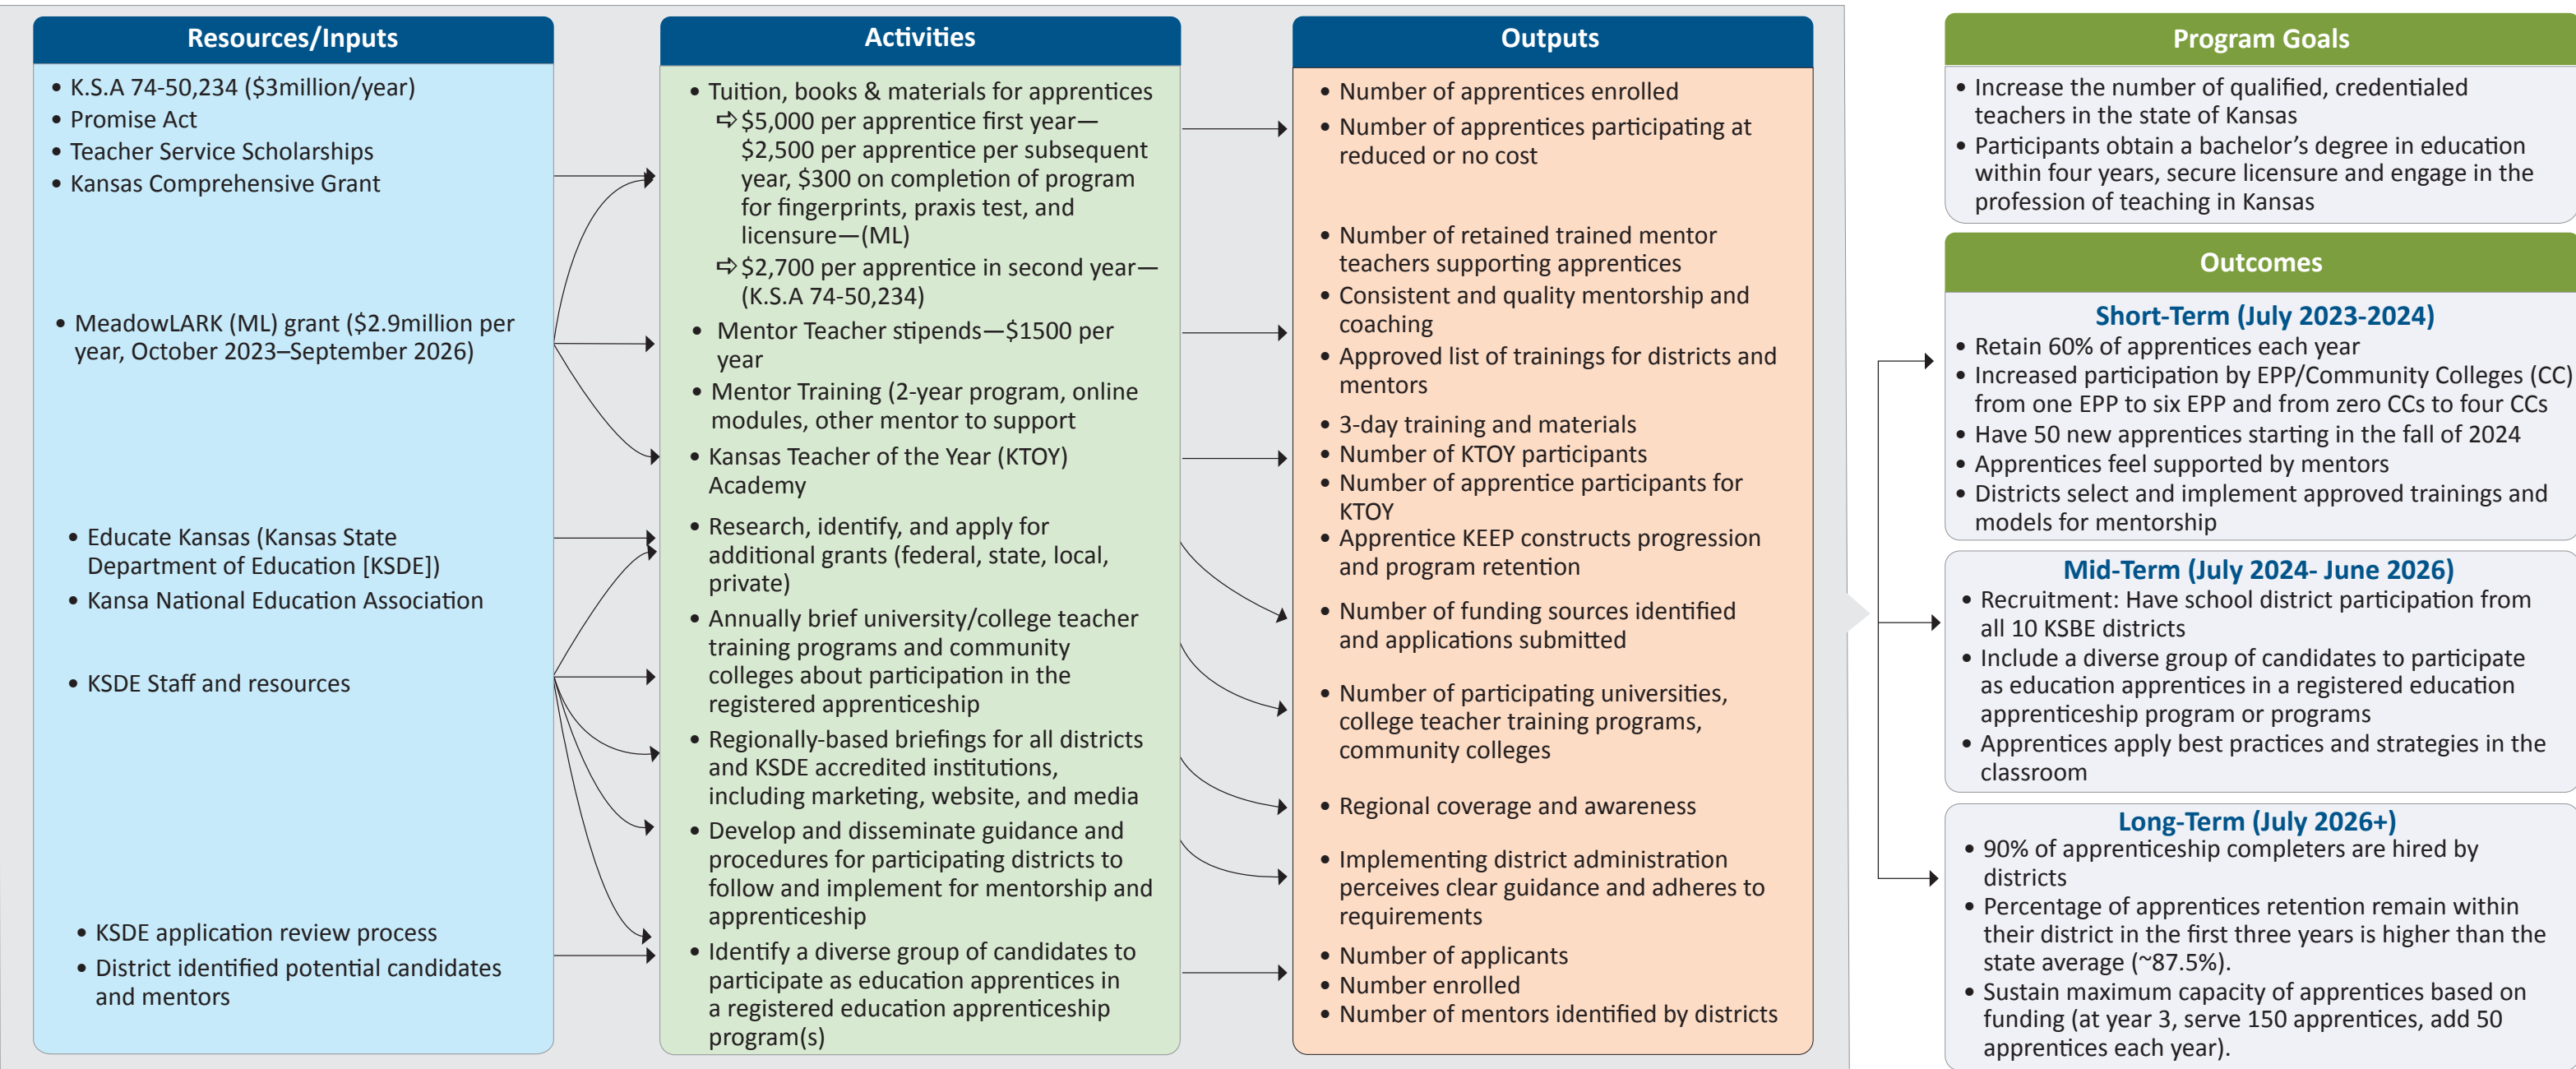 Resources/Inputs
• K.S.A 74-50,234 ($3million/year)
• Promise Act
• Teacher Service Scholarships
• Kansas Comprehensive Grant
• MeadowLARK (ML) grant ($2.9million per
year, October 2023–September 2026)
• Educate Kansas (Kansas State
Department of Education [KSDE])
• Kansa National Education Association
• KSDE Staff and resources
• KSDE application review process
• District identified potential candidates
and mentors
Activities
• Tuition, books & materials for apprentices
⇨ $5,000 per apprentice first year—
$2,500 per apprentice per subsequent
year, $300 on completion of program
for fingerprints, praxis test, and
licensure—(ML)
⇨ $2,700 per apprentice in second year—
(K.S.A 74-50,234)
• Mentor Teacher stipends—$1500 per
year
• Mentor Training (2-year program, online
modules, other mentor to support
• Kansas Teacher of the Year (KTOY)
Academy
• Research, identify, and apply for
additional grants (federal, state, local,
private)
• Annually brief university/college teacher
training programs and community
colleges about participation in the
registered apprenticeship
• Regionally-based briefings for all districts
and KSDE accredited institutions,
including marketing, website, and media
• Develop and disseminate guidance and
procedures for participating districts to
follow and implement for mentorship and
apprenticeship
• Identify a diverse group of candidates to
participate as education apprentices in
a registered education apprenticeship
program(s)
Outputs
• Number of apprentices enrolled
• Number of apprentices participating at
reduced or no cost
• Number of retained trained mentor
teachers supporting apprentices
• Consistent and quality mentorship and
coaching
• Approved list of trainings for districts and
mentors
• 3-day training and materials
• Number of KTOY participants
• Number of apprentice participants for
KTOY
• Apprentice KEEP constructs progression
and program retention
• Number of funding sources identified
and applications submitted
• Number of participating universities,
college teacher training programs,
community colleges
• Regional coverage and awareness
• Implementing district administration
perceives clear guidance and adheres to
requirements
• Number of applicants
• Number enrolled
• Number of mentors identified by districts
Program Goals
• Increase the number of qualified, credentialed
teachers in the state of Kansas
• Participants obtain a bachelor's degree in education
within four years, secure licensure and engage in the
profession of teaching in Kansas
Outcomes
Short-Term (July 2023-2024)
• Retain 60% of apprentices each year
• Increased participation by EPP/Community Colleges (CC)
from one EPP to six EPP and from zero CCs to four CCs
• Have 50 new apprentices starting in the fall of 2024
• Apprentices feel supported by mentors
• Districts select and implement approved trainings and
models for mentorship
Mid-Term (July 2024- June 2026)
• Recruitment: Have school district participation from
all 10 KSBE districts
• Include a diverse group of candidates to participate
as education apprentices in a registered education
apprenticeship program or programs
• Apprentices apply best practices and strategies in the
classroom
Long-Term (July 2026+)
• 90% of apprenticeship completers are hired by
districts
• Percentage of apprentices retention remain within
their district in the first three years is higher than the
state average (~87.5%).
• Sustain maximum capacity of apprentices based on
funding (at year 3, serve 150 apprentices, add 50
apprentices each year).